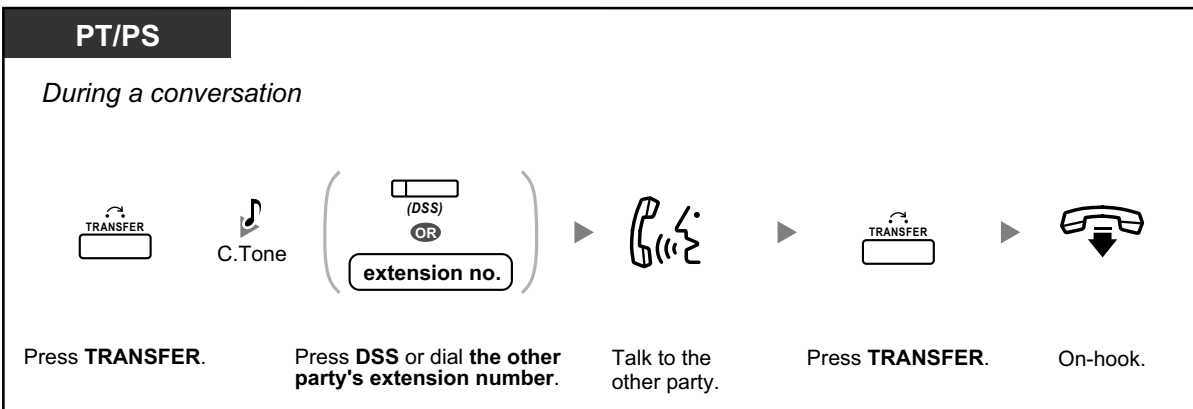 PT/PS
During a conversation
TRANSFER
C.Tone
(DSS)
OR
extension no.
TRANSFER
Press TRANSFER.
Press DSS or dial the other
party's extension number.
Talk to the
other party.
Press TRANSFER.
On-hook.